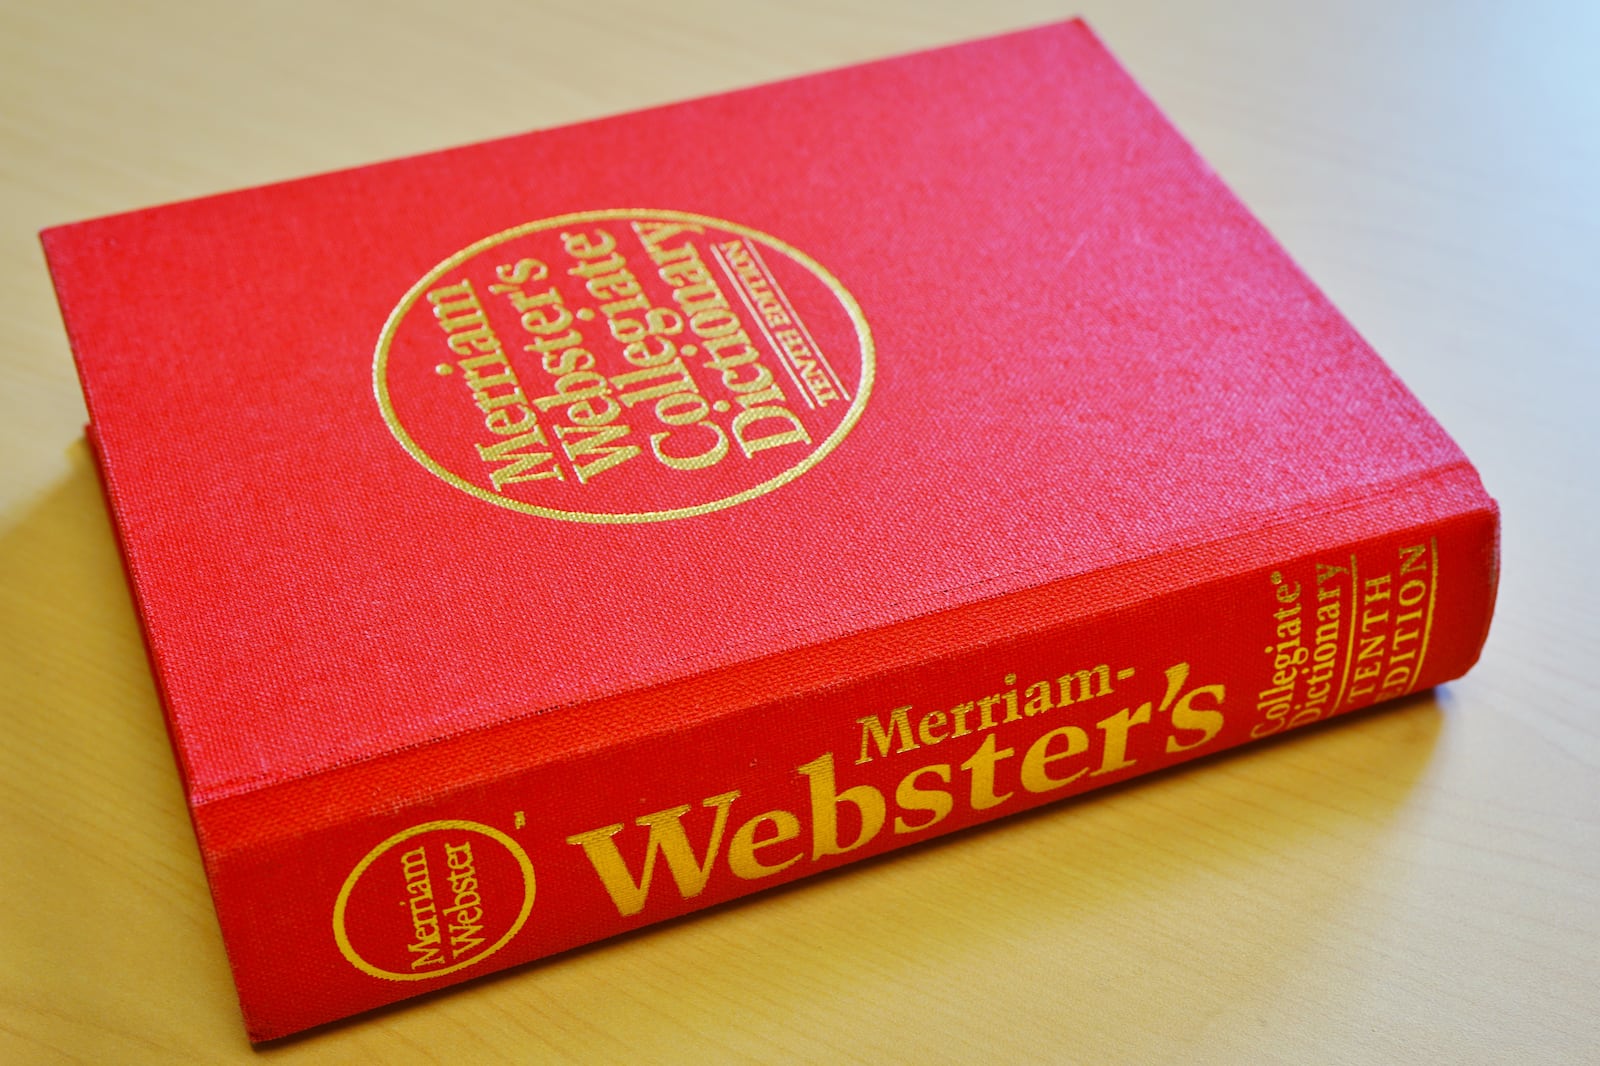 Merriam
Webster's
Collegiate
Dictionary
TENTH EDITION
Merriam-
Webster's
Collegiate®
Dictionary
TENTH
EDITION
Merriam
Webster